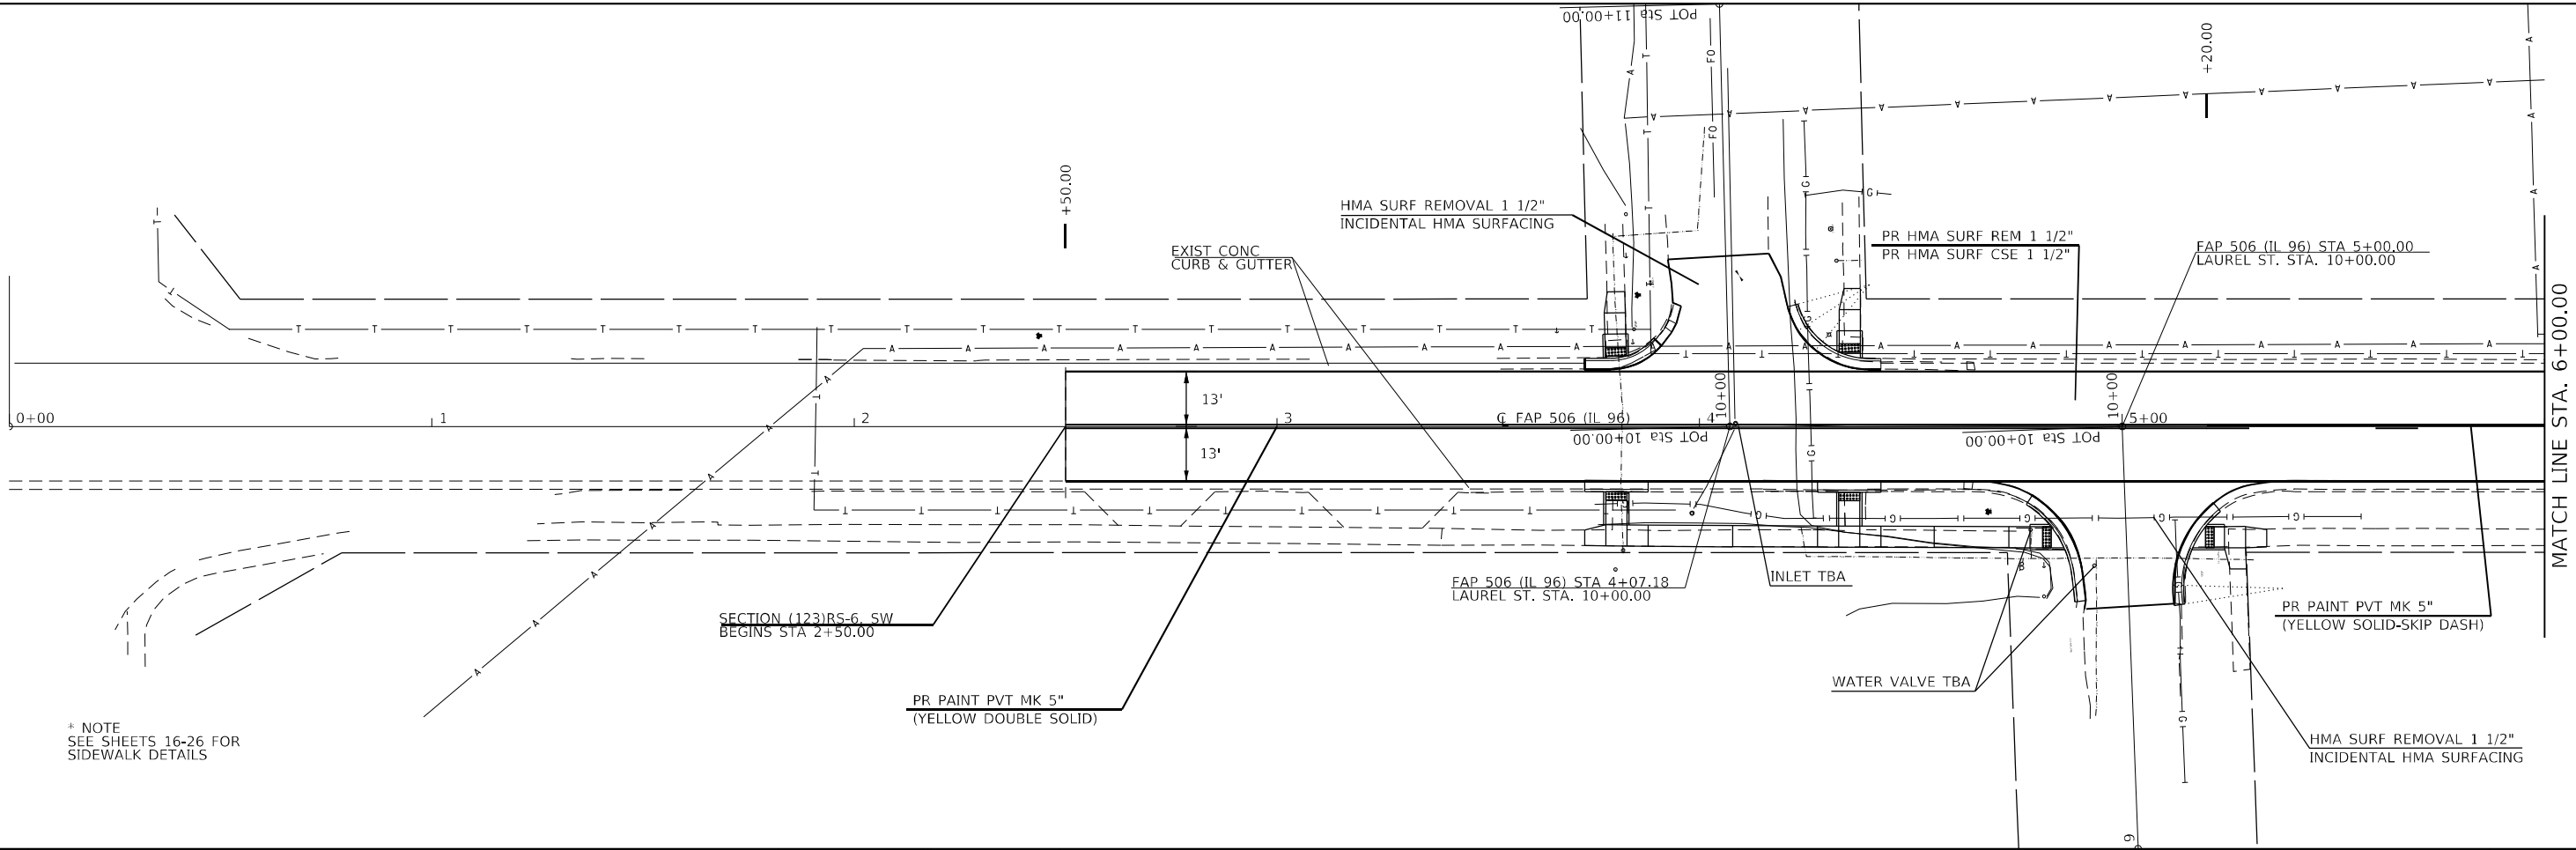 POT Sta 11+00.00
+20.00
+50.00
HMA SURF REMOVAL 1 1/2"
INCIDENTAL HMA SURFACING
EXIST CONC
CURB & GUTTER
PR HMA SURF REM 1 1/2"
PR HMA SURF CSE 1 1/2"
FAP 506 (IL 96) STA 5+00.00
LAUREL ST. STA. 10+00.00
MATCH LINE STA. 6+00.00
13'
13'
0+00
1
2
3
℄ FAP 506 (IL 96)
4
10+00
10+00
5+00
POT Sta 10+00.00
POT Sta 10+00.00
FAP 506 (IL 96) STA 4+07.18
LAUREL ST. STA. 10+00.00
INLET TBA
SECTION (123)RS-6, SW
BEGINS STA 2+50.00
PR PAINT PVT MK 5"
(YELLOW SOLID-SKIP DASH)
WATER VALVE TBA
PR PAINT PVT MK 5"
(YELLOW DOUBLE SOLID)
* NOTE
SEE SHEETS 16-26 FOR
SIDEWALK DETAILS
HMA SURF REMOVAL 1 1/2"
INCIDENTAL HMA SURFACING
9